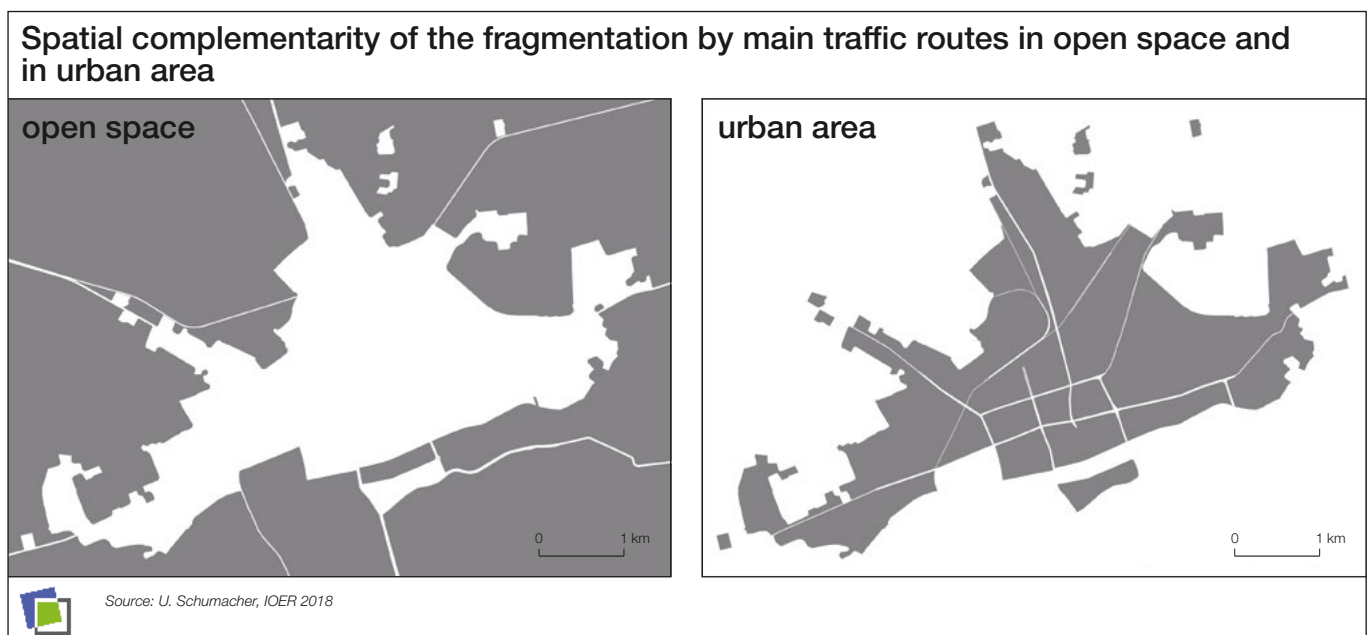 Spatial complementarity of the fragmentation by main traffic routes in open space and
in urban area
open space
0 1 km
urban area
0 1 km
Source: U. Schumacher, IOER 2018